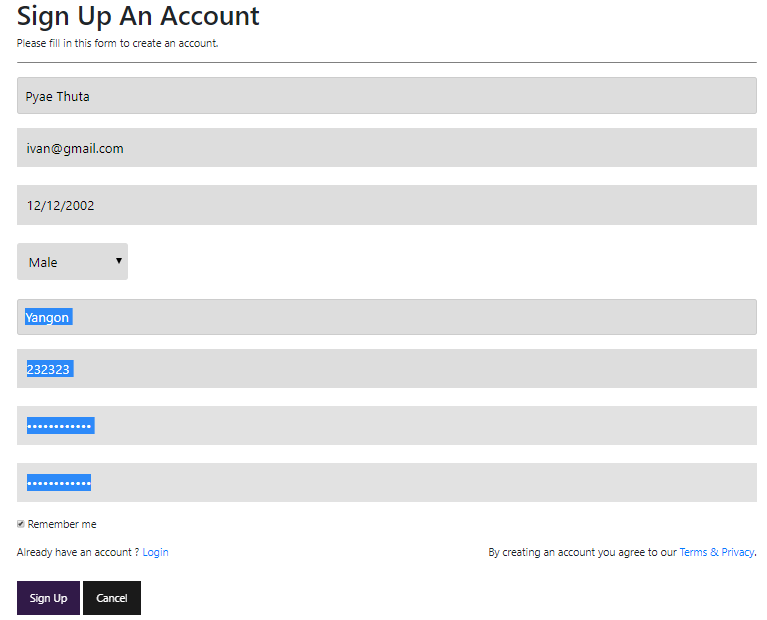 Sign Up An Account
Please fill in this form to create an account.
Pyae Thuta
ivan@gmail.com
12/12/2002
Male
Yangon
232323
••••••••••••
••••••••••••
Remember me
Already have an account ? Login
By creating an account you agree to our Terms & Privacy.
Sign Up
Cancel